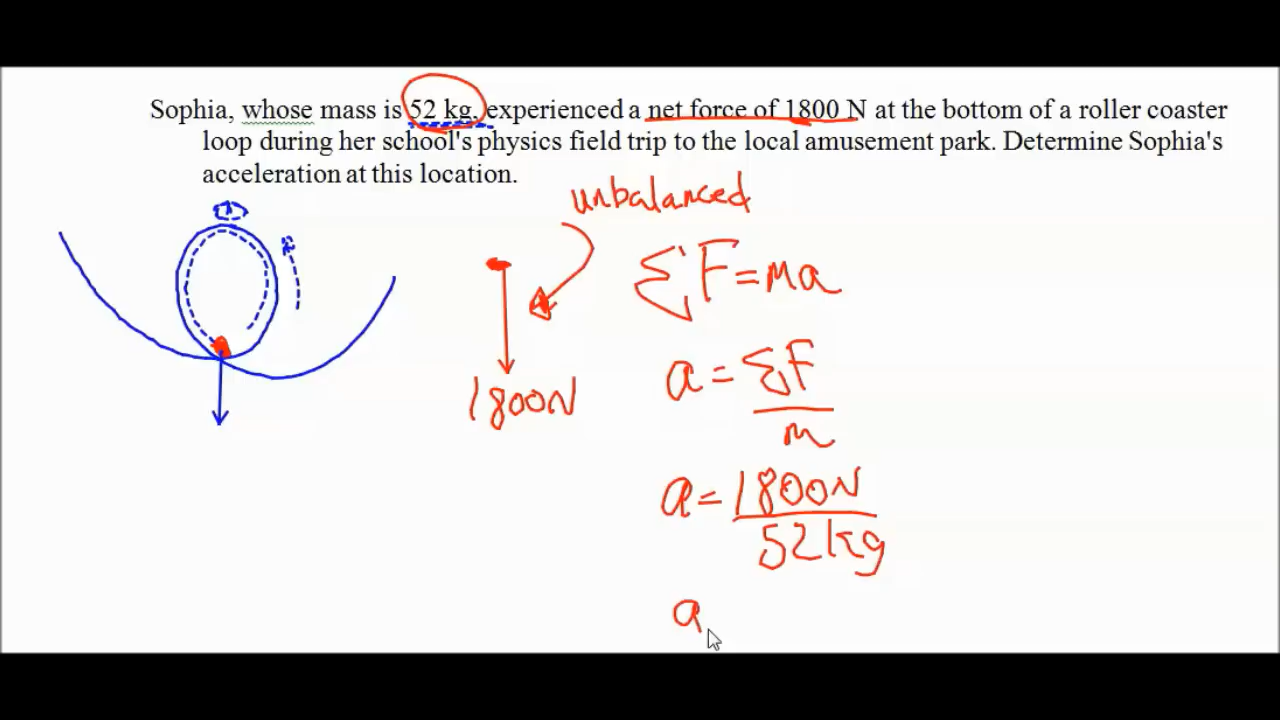 Sophia, whose mass is 52 kg, experienced a net force of 1800 N at the bottom of a roller coaster
loop during her school's physics field trip to the local amusement park. Determine Sophia's
acceleration at this location.
unbalanced
ΣF=ma
1800N
a = ΣF
m
a = 1800N
52kg
a